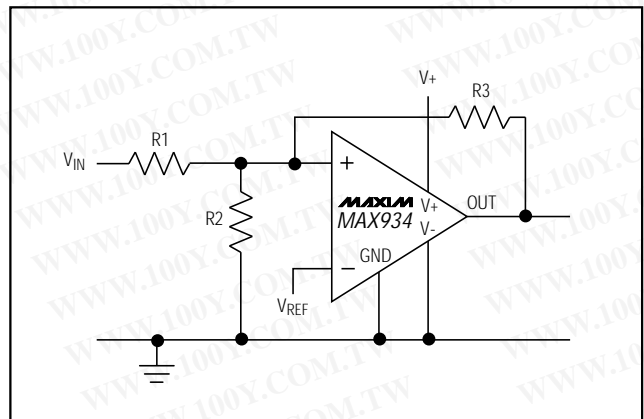 V+
R3
R1
VIN
+
MAXIM
MAX934
V+
OUT
V-
R2
GND
−
VREF
WWW.100Y.COM.TW